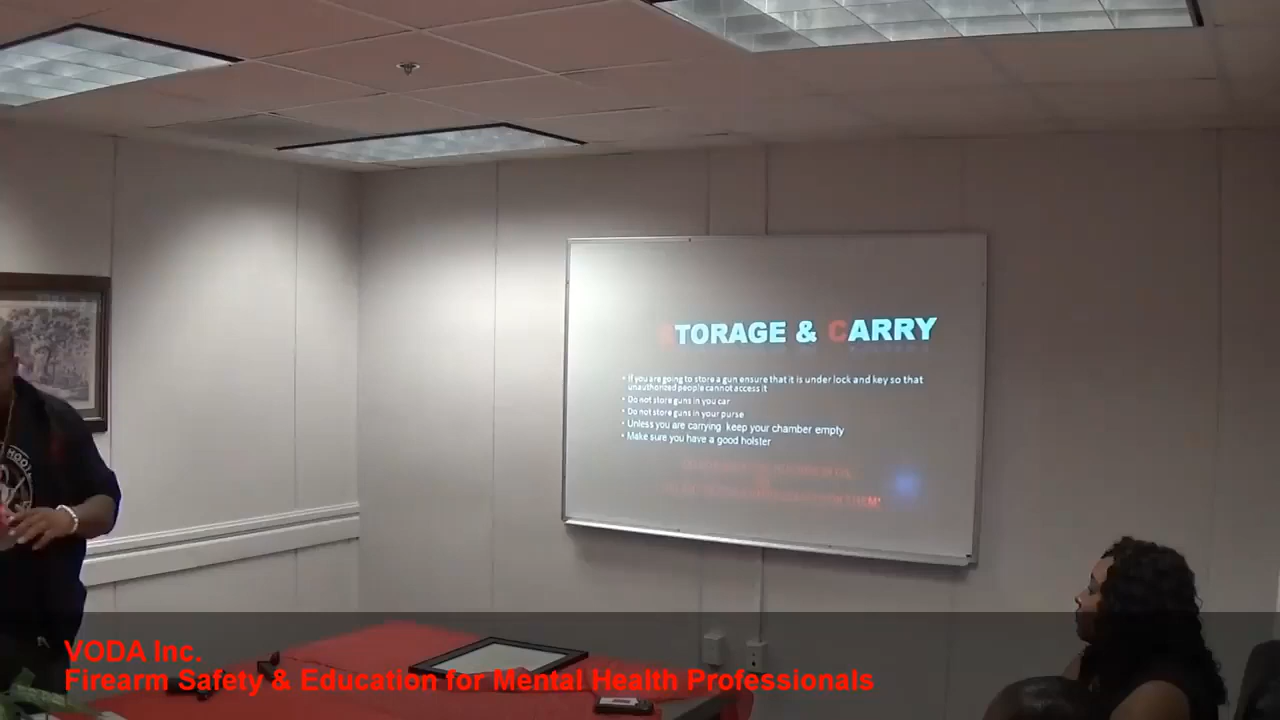 STORAGE & CARRY
• If you are going to store a gun ensure that it is under lock and key so that
unauthorized people cannot access it
• Do not store guns in you car
• Do not store guns in your purse
• Unless you are carrying keep your chamber empty
• Make sure you have a good holster
VODA Inc.
Firearm Safety & Education for Mental Health Professionals